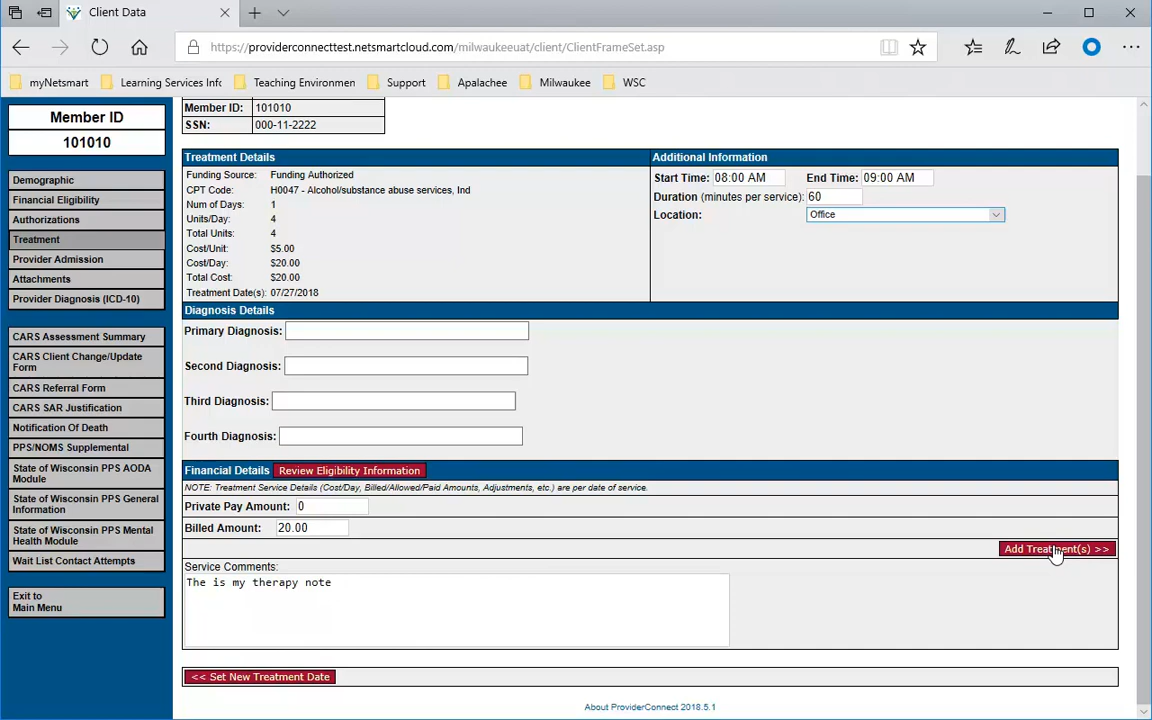 Client Data
https://providerconnecttest.netsmartcloud.com/milwaukeeuat/client/ClientFrameSet.asp
myNetsmart Learning Services Info Teaching Environmen Support Apalachee Milwaukee WSC
Member ID
101010
Demographic
Financial Eligibility
Authorizations
Treatment
Provider Admission
Attachments
Provider Diagnosis (ICD-10)
CARS Assessment Summary
CARS Client Change/Update
Form
CARS Referral Form
CARS SAR Justification
Notification Of Death
PPS/NOMS Supplemental
State of Wisconsin PPS AODA
Module
State of Wisconsin PPS General
Information
State of Wisconsin PPS Mental
Health Module
Wait List Contact Attempts
Exit to
Main Menu
Member ID: 101010
SSN: 000-11-2222
Treatment Details
Funding Source: Funding Authorized
CPT Code: H0047 - Alcohol/substance abuse services, Ind
Num of Days: 1
Units/Day: 4
Total Units: 4
Cost/Unit: $5.00
Cost/Day: $20.00
Total Cost: $20.00
Treatment Date(s): 07/27/2018
Additional Information
Start Time: 08:00 AM End Time: 09:00 AM
Duration (minutes per service): 60
Location: Office
Diagnosis Details
Primary Diagnosis:
Second Diagnosis:
Third Diagnosis:
Fourth Diagnosis:
Financial Details Review Eligibility Information
NOTE: Treatment Service Details (Cost/Day, Billed/Allowed/Paid Amounts, Adjustments, etc.) are per date of service.
Private Pay Amount: 0
Billed Amount: 20.00
Add Treatment(s) >>
Service Comments:
The is my therapy note
<< Set New Treatment Date
About ProviderConnect 2018.5.1